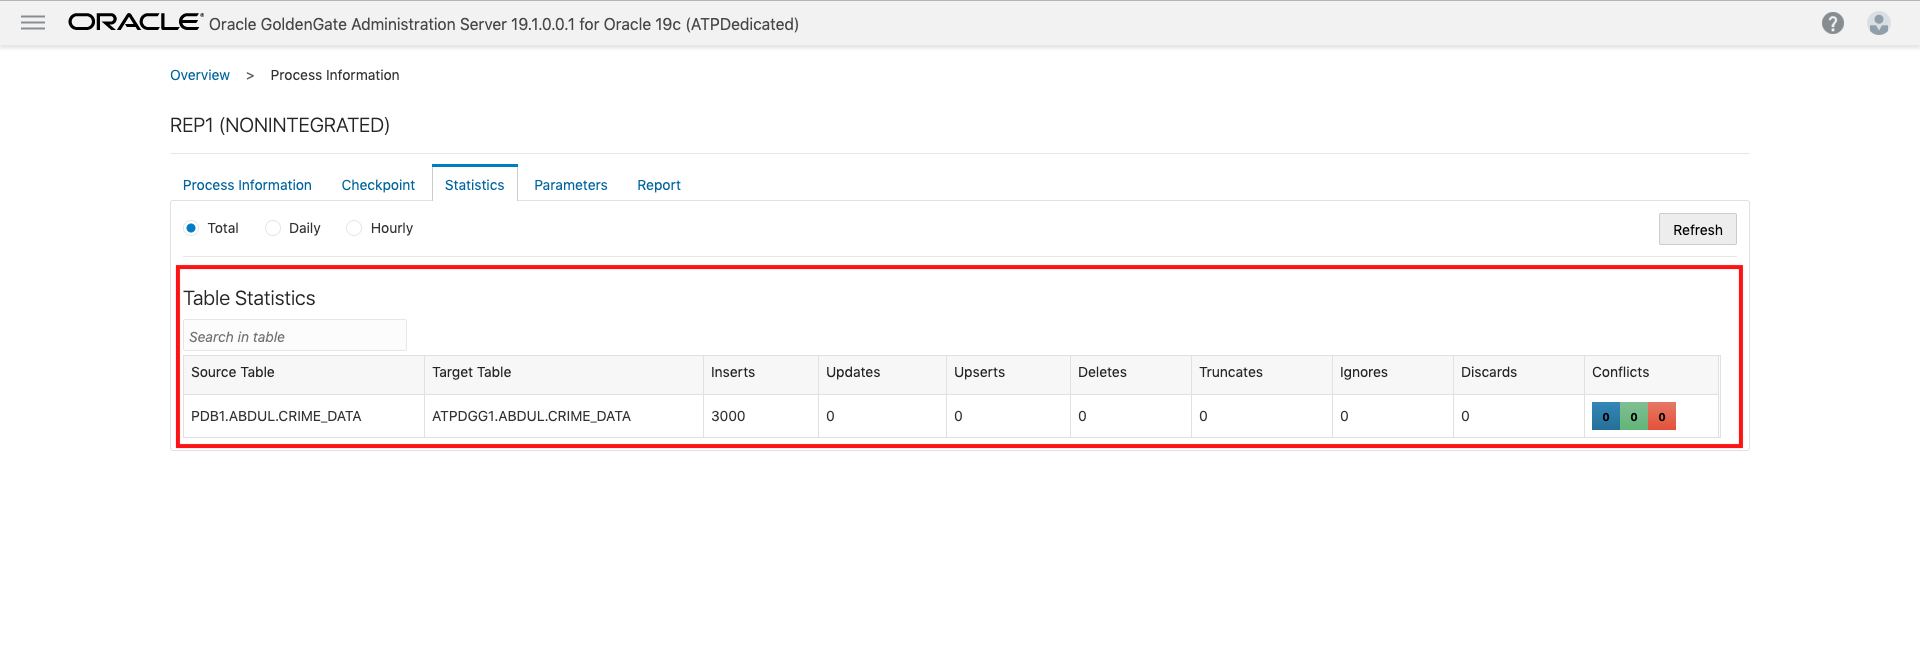 ORACLE® Oracle GoldenGate Administration Server 19.1.0.0.1 for Oracle 19c (ATPDedicated) ?
Overview > Process Information
REP1 (NONINTEGRATED)
Process Information Checkpoint Statistics Parameters Report
Total Daily Hourly Refresh
Table Statistics
Search in table
Source Table Target Table Inserts Updates Upserts Deletes Truncates Ignores Discards Conflicts
PDB1.ABDUL.CRIME_DATA ATPDGG1.ABDUL.CRIME_DATA 3000 0 0 0 0 0 0 0 0 0